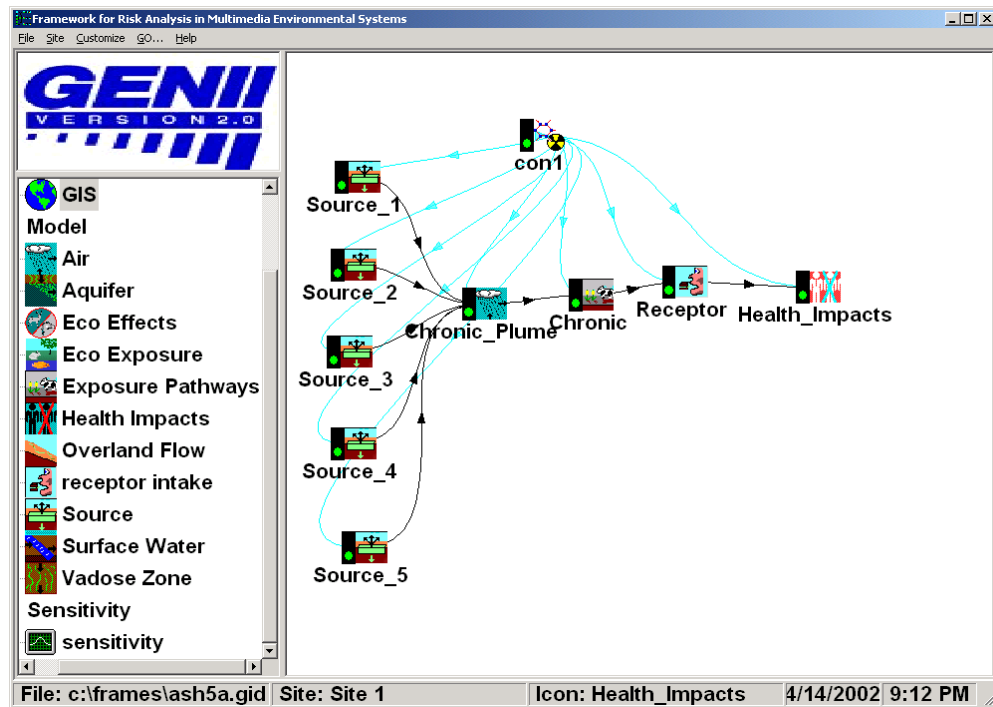 Framework for Risk Analysis in Multimedia Environmental Systems
File Site Customize GO... Help
GENII
VERSION 2.0
GIS
Model
Air
Aquifer
Eco Effects
Eco Exposure
Exposure Pathways
Health Impacts
Overland Flow
receptor intake
Source
Surface Water
Vadose Zone
Sensitivity
sensitivity
con1
Source_1
Source_2
Chronic_Plume
Chronic
Receptor
Health_Impacts
Source_3
Source_4
Source_5
File: c:\frames\ash5a.gid Site: Site 1 Icon: Health_Impacts 4/14/2002 9:12 PM